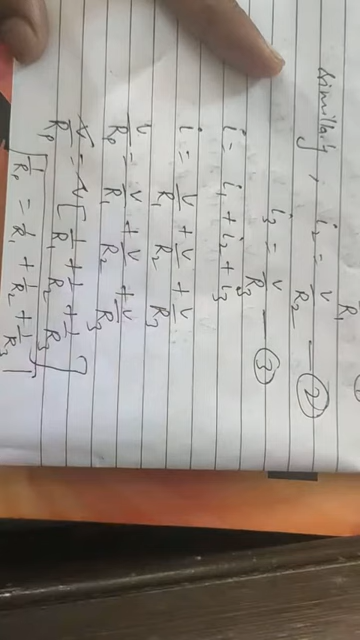 R₁ ①
similarly, i₂ = V/R₂ — ②
i₃ = V/R₃ — ③
i = i₁ + i₂ + i₃
i = V/R₁ + V/R₂ + V/R₃
V/Rₚ = V/R₁ + V/R₂ + V/R₃
V/Rₚ = V[1/R₁ + 1/R₂ + 1/R₃]
1/Rₚ = 1/R₁ + 1/R₂ + 1/R₃